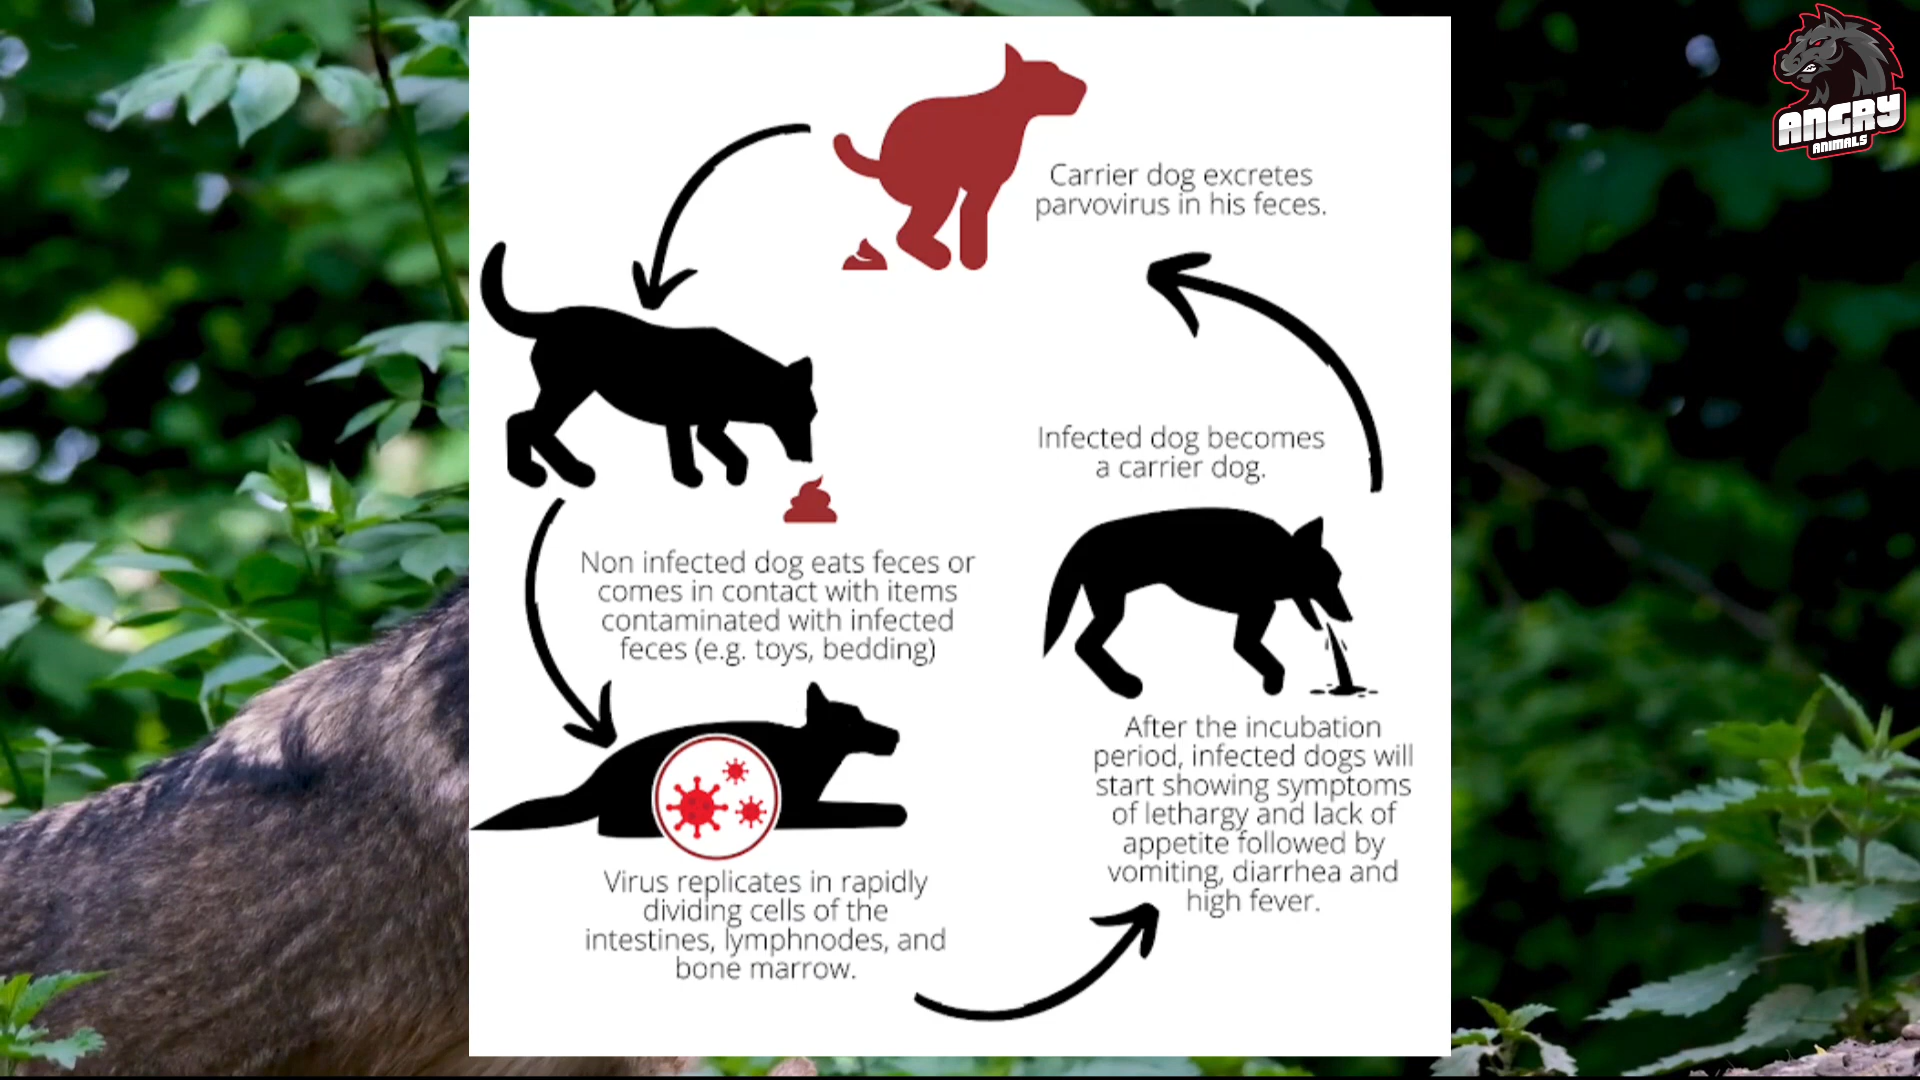 ANGRY
ANIMALS
Carrier dog excretes
parvovirus in his feces.
Non infected dog eats feces or
comes in contact with items
contaminated with infected
feces (e.g. toys, bedding)
Virus replicates in rapidly
dividing cells of the
intestines, lymphnodes, and
bone marrow.
Infected dog becomes
a carrier dog.
After the incubation
period, infected dogs will
start showing symptoms
of lethargy and lack of
appetite followed by
vomiting, diarrhea and
high fever.